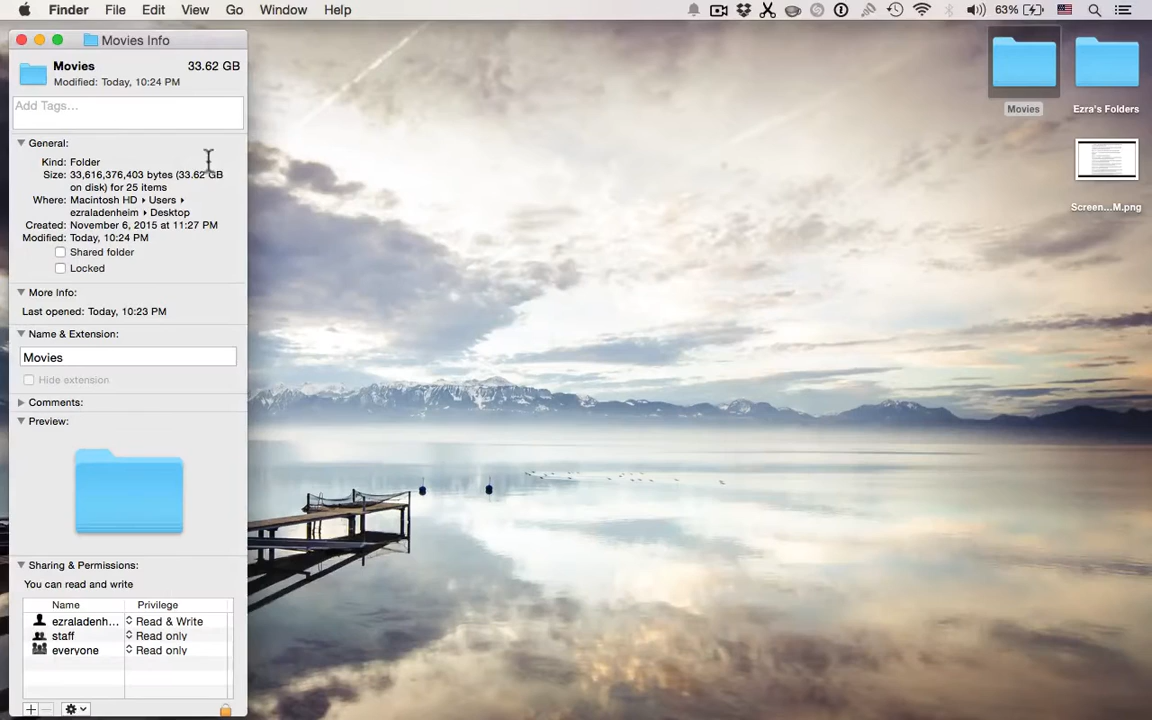 Finder File Edit View Go Window Help 63%
Movies Info
Movies 33.62 GB
Modified: Today, 10:24 PM
Add Tags...
General:
Kind: Folder
Size: 33,616,376,403 bytes (33.62 GB
on disk) for 25 items
Where: Macintosh HD ▸ Users ▸
ezraladenheim ▸ Desktop
Created: November 6, 2015 at 11:27 PM
Modified: Today, 10:24 PM
Shared folder
Locked
More Info:
Last opened: Today, 10:23 PM
Name & Extension:
Movies
Hide extension
Comments:
Preview:
Sharing & Permissions:
You can read and write
Name Privilege
ezraladenh... Read & Write
staff Read only
everyone Read only
Movies
Ezra's Folders
Screen...M.png